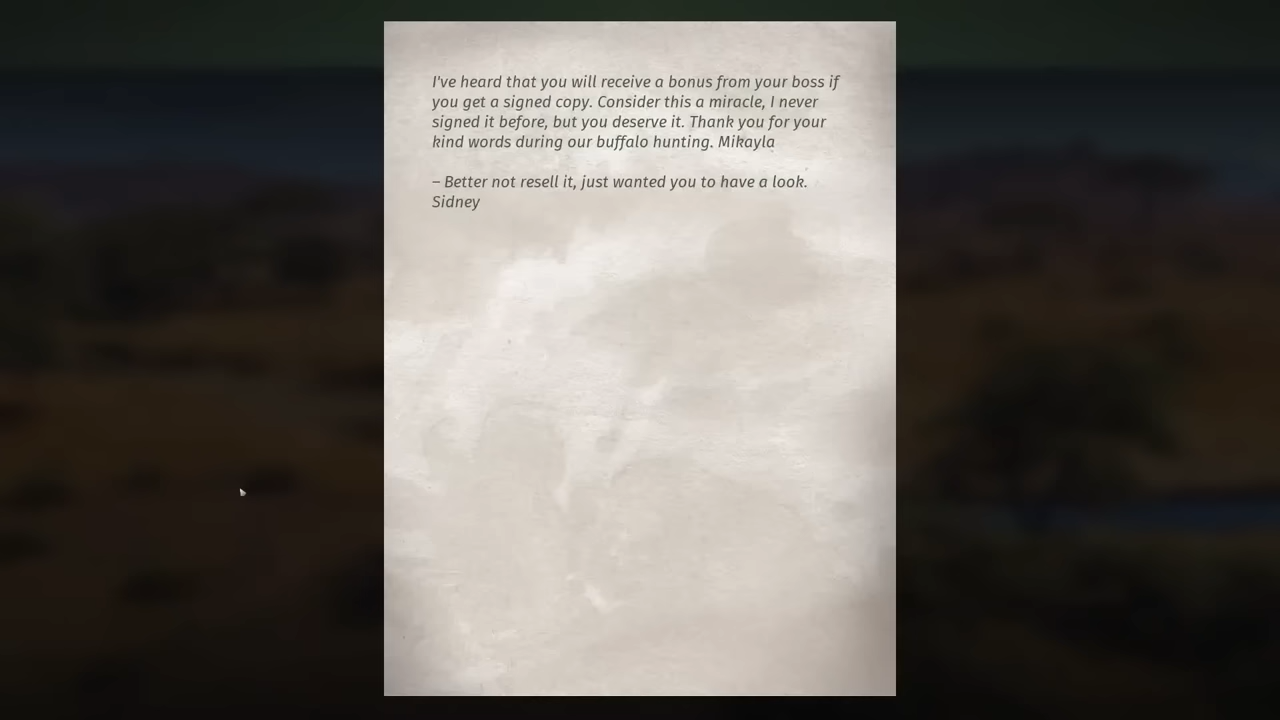 I've heard that you will receive a bonus from your boss if
you get a signed copy. Consider this a miracle, I never
signed it before, but you deserve it. Thank you for your
kind words during our buffalo hunting. Mikayla
– Better not resell it, just wanted you to have a look.
Sidney